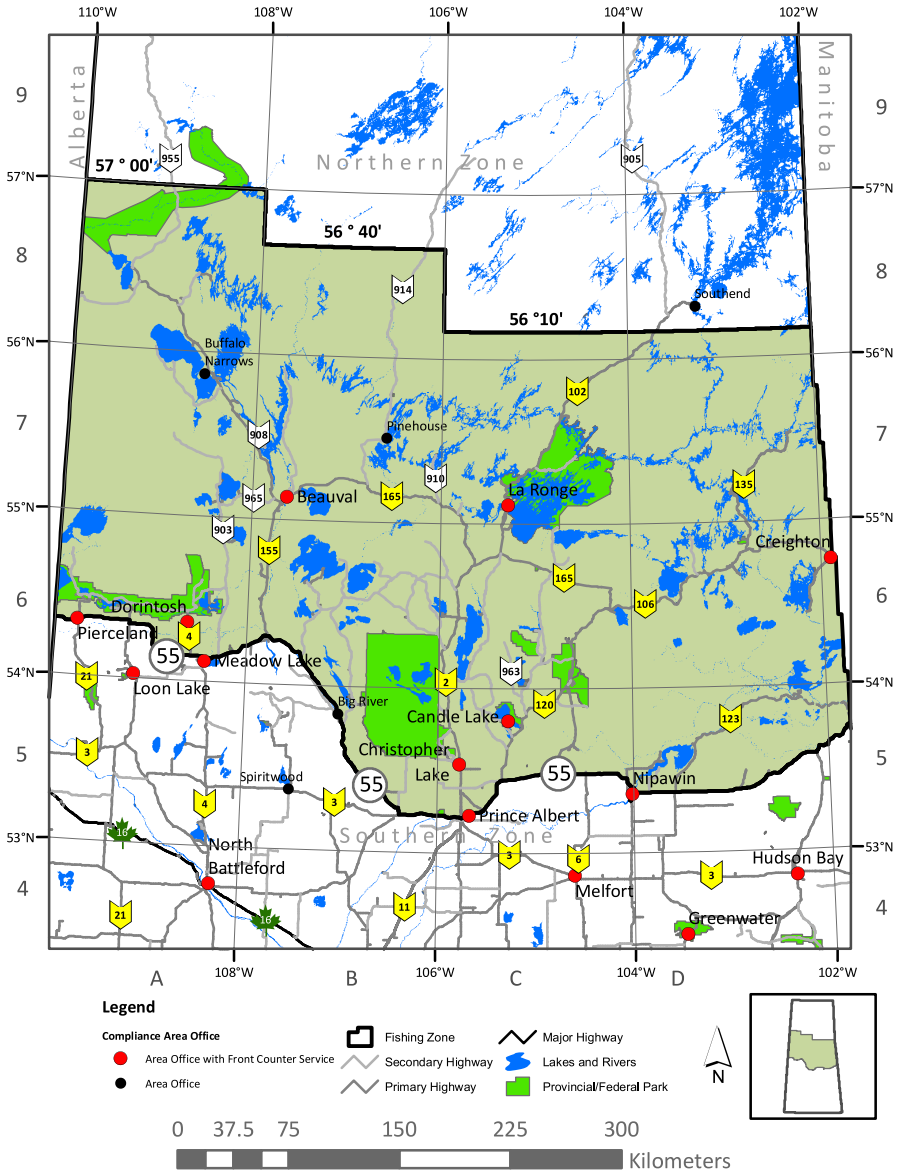 110°W 108°W 106°W 104°W 102°W
Alberta
Manitoba
9 9
955
905
Northern Zone
57 ° 00'
57°N 57°N
56 ° 40'
8 8
914
Southend
56 °10'
56°N 56°N
Buffalo
Narrows
102
7 7
908
Pinehouse
910
135
965 Beauval 165 La Ronge
55°N 55°N
903
155
Creighton
165
6 6
106
Dorintosh
Pierceland 4
55
Meadow Lake
963
54°N 54°N
21
Loon Lake
2
Big River
120
Candle Lake
123
5 5
3
Christopher
Lake
55
55
Spiritwood
Nipawin
4
3
Prince Albert
16
Southern Zone
53°N 53°N
North
Battleford
3
6
Hudson Bay
3
Melfort
4 4
21
11
16
Greenwater
108°W 106°W 104°W 102°W
A B C D
Legend
Compliance Area Office
Area Office with Front Counter Service
Area Office
Fishing Zone
Secondary Highway
Primary Highway
Major Highway
Lakes and Rivers
Provincial/Federal Park
N
0 37.5 75 150 225 300
Kilometers